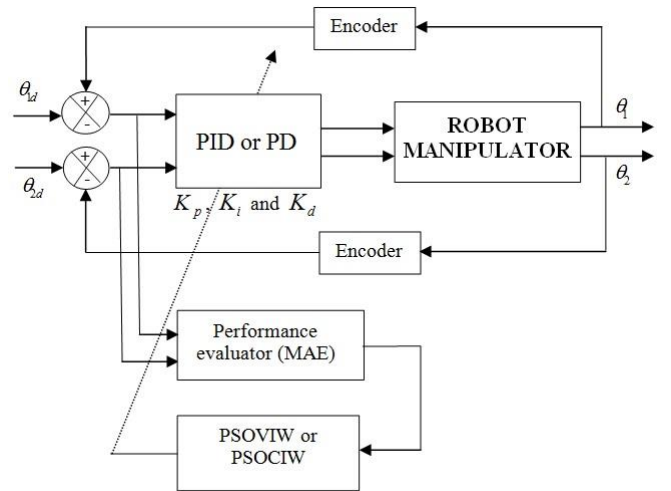 Encoder
θ1d
+
-
PID or PD
ROBOT
MANIPULATOR
θ1
+
-
θ2d
θ2
Kp, Ki and Kd
Encoder
Performance
evaluator (MAE)
PSOVIW or
PSOCIW